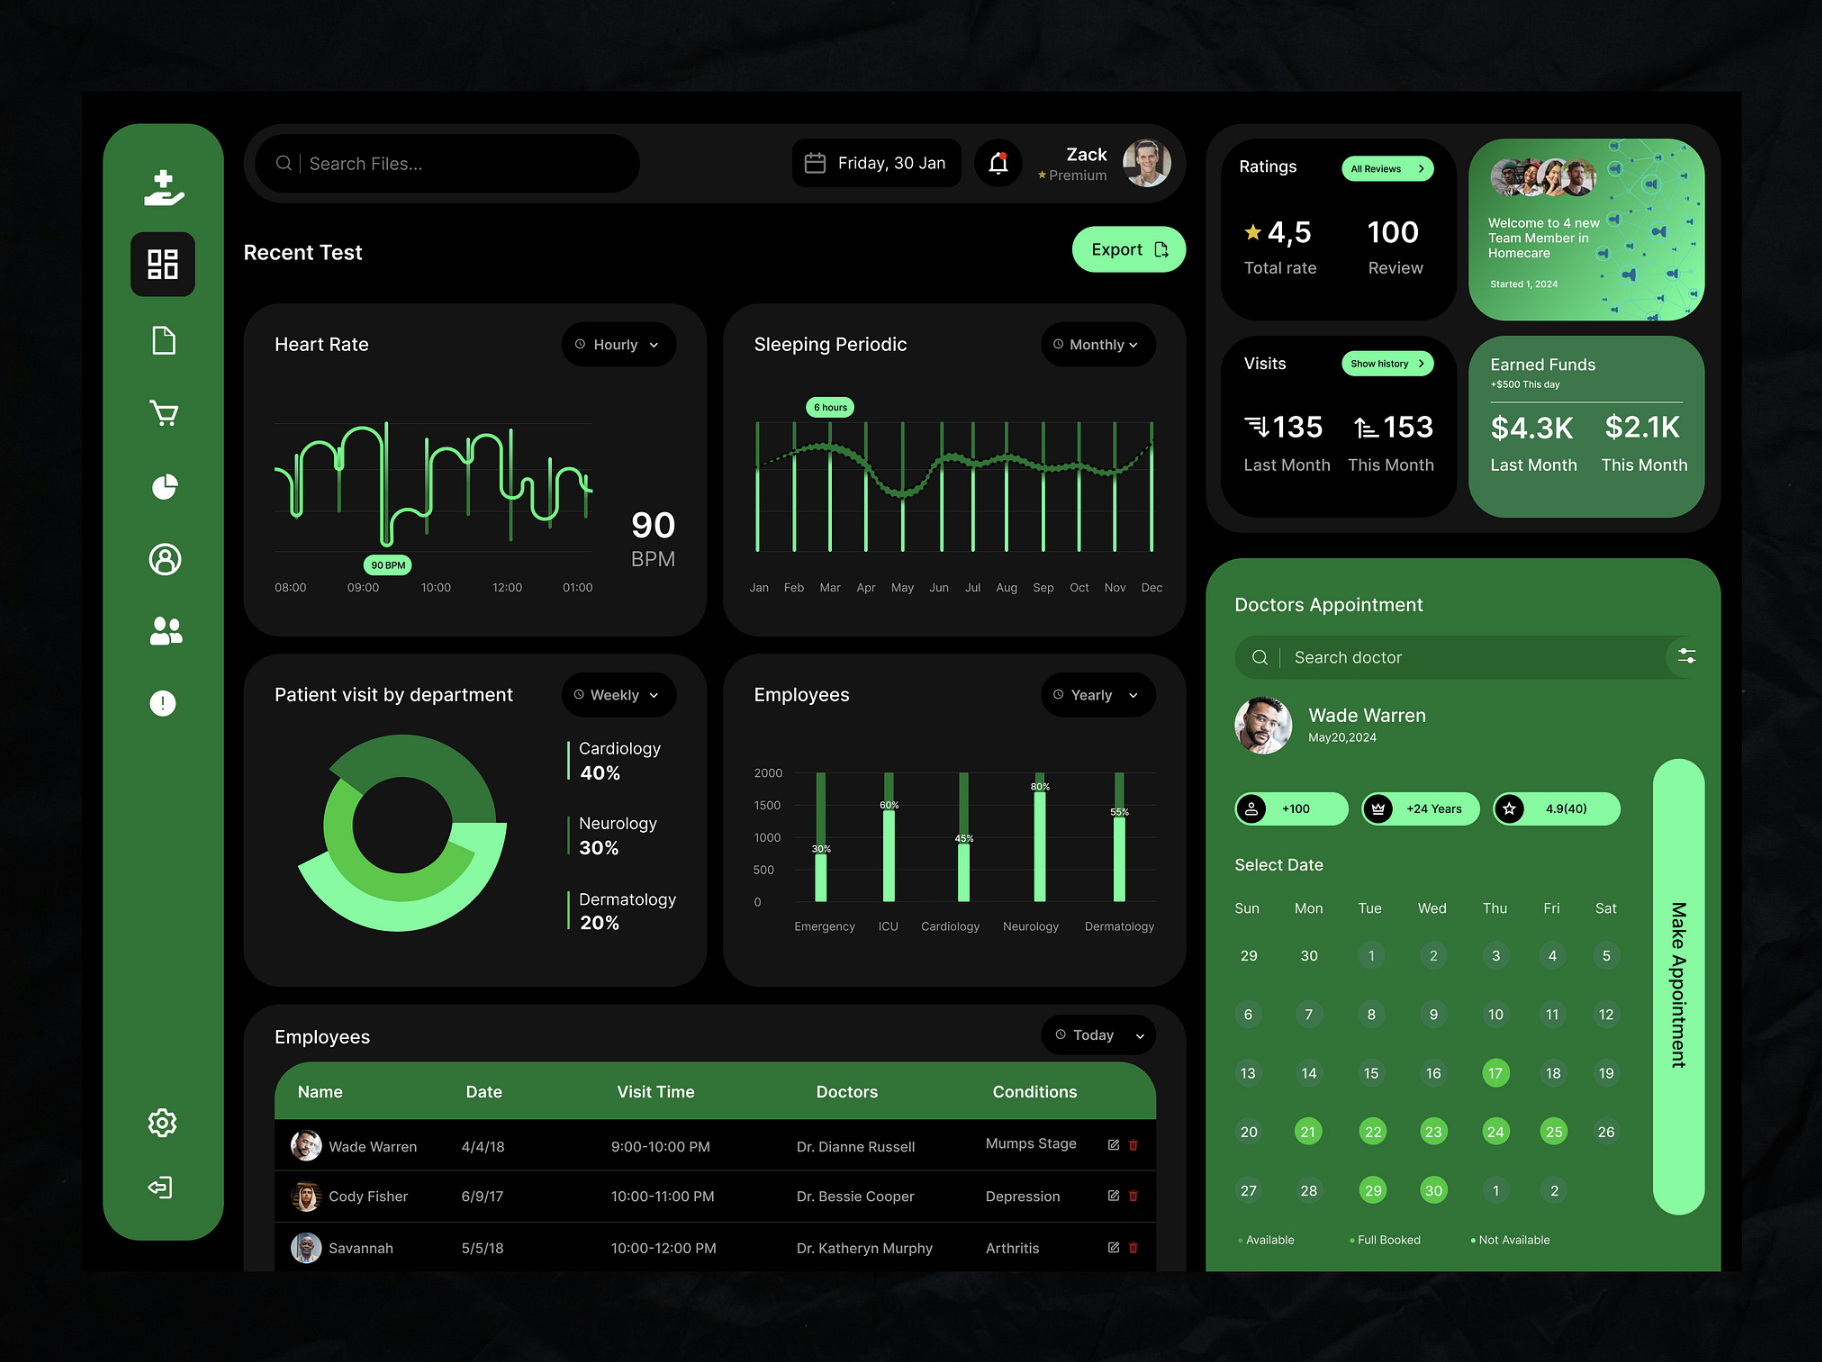 Search Files...
Friday, 30 Jan
Zack
Premium
Recent Test
Export
Heart Rate
Hourly
90
BPM
90 BPM
08:00 09:00 10:00 12:00 01:00
Sleeping Periodic
Monthly
6 hours
Jan Feb Mar Apr May Jun Jul Aug Sep Oct Nov Dec
Patient visit by department
Weekly
Cardiology
40%
Neurology
30%
Dermatology
20%
Employees
Yearly
2000
1500
1000
500
0
30%
60%
45%
80%
55%
Emergency ICU Cardiology Neurology Dermatology
Employees
Today
Name Date Visit Time Doctors Conditions
Wade Warren 4/4/18 9:00-10:00 PM Dr. Dianne Russell Mumps Stage
Cody Fisher 6/9/17 10:00-11:00 PM Dr. Bessie Cooper Depression
Savannah 5/5/18 10:00-12:00 PM Dr. Katheryn Murphy Arthritis
Ratings
All Reviews
4,5 100
Total rate Review
Welcome to 4 new
Team Member in
Homecare
Started 1, 2024
Visits
Show history
135 153
Last Month This Month
Earned Funds
+$500 This day
$4.3K $2.1K
Last Month This Month
Doctors Appointment
Search doctor
Wade Warren
May20,2024
+100
+24 Years
4.9(40)
Select Date
Sun Mon Tue Wed Thu Fri Sat
29 30 1 2 3 4 5
6 7 8 9 10 11 12
13 14 15 16 17 18 19
20 21 22 23 24 25 26
27 28 29 30 1 2
Available Full Booked Not Available
Make Appointment